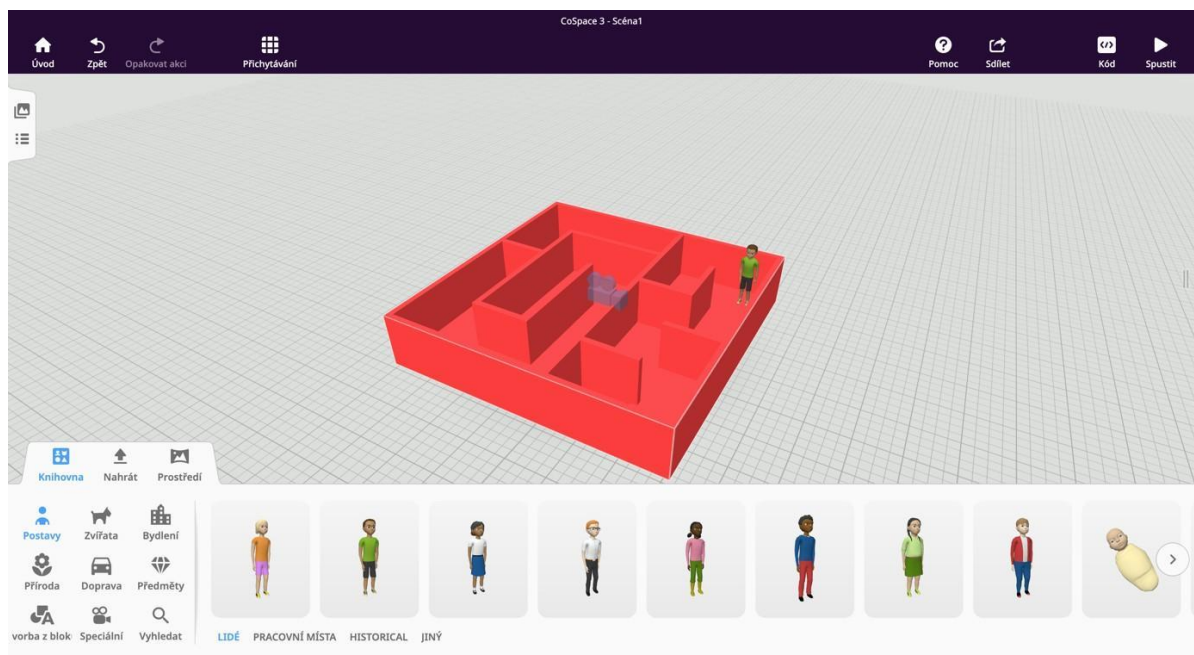 CoSpace 3 - Scéna1
Úvod
Zpět
Opakovat akci
Přichytávání
Pomoc
Sdílet
Kód
Spustit
Knihovna
Nahrát
Prostředí
Postavy
Zvířata
Bydlení
Příroda
Doprava
Předměty
vorba z blok
Speciální
Vyhledat
LIDÉ
PRACOVNÍ MÍSTA
HISTORICAL
JINÝ